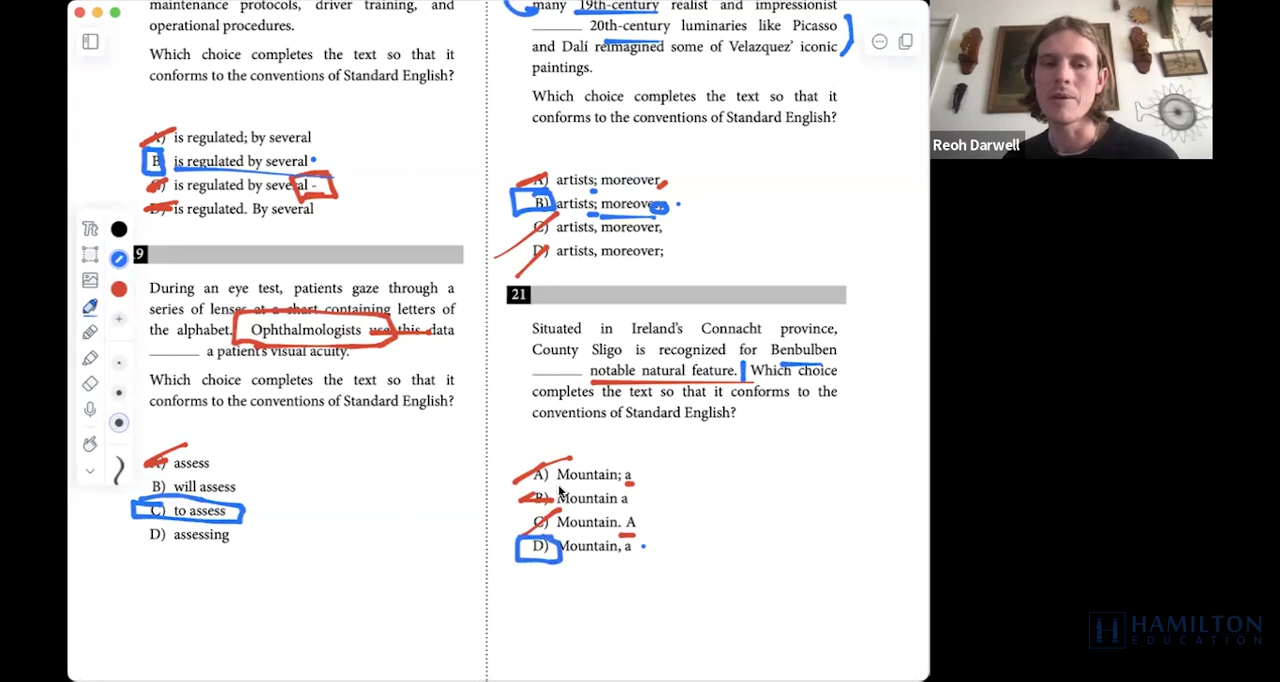 maintenance protocols, driver training, and
operational procedures.
Which choice completes the text so that it
conforms to the conventions of Standard English?
A) is regulated; by several
B) is regulated by several
C) is regulated by several -
D) is regulated. By several
9
During an eye test, patients gaze through a
series of lenses at a chart containing letters of
the alphabet. Ophthalmologists use this data
______ a patient's visual acuity.
Which choice completes the text so that it
conforms to the conventions of Standard English?
A) assess
B) will assess
C) to assess
D) assessing
many 19th-century realist and impressionist
______ 20th-century luminaries like Picasso
and Dalí reimagined some of Velazquez' iconic
paintings.
Which choice completes the text so that it
conforms to the conventions of Standard English?
A) artists; moreover,
B) artists; moreover,
C) artists, moreover,
D) artists, moreover;
21
Situated in Ireland's Connacht province,
County Sligo is recognized for Benbulben
______ notable natural feature. Which choice
completes the text so that it conforms to the
conventions of Standard English?
A) Mountain; a
B) Mountain a
C) Mountain. A
D) Mountain, a
Reoh Darwell
HAMILTON
EDUCATION